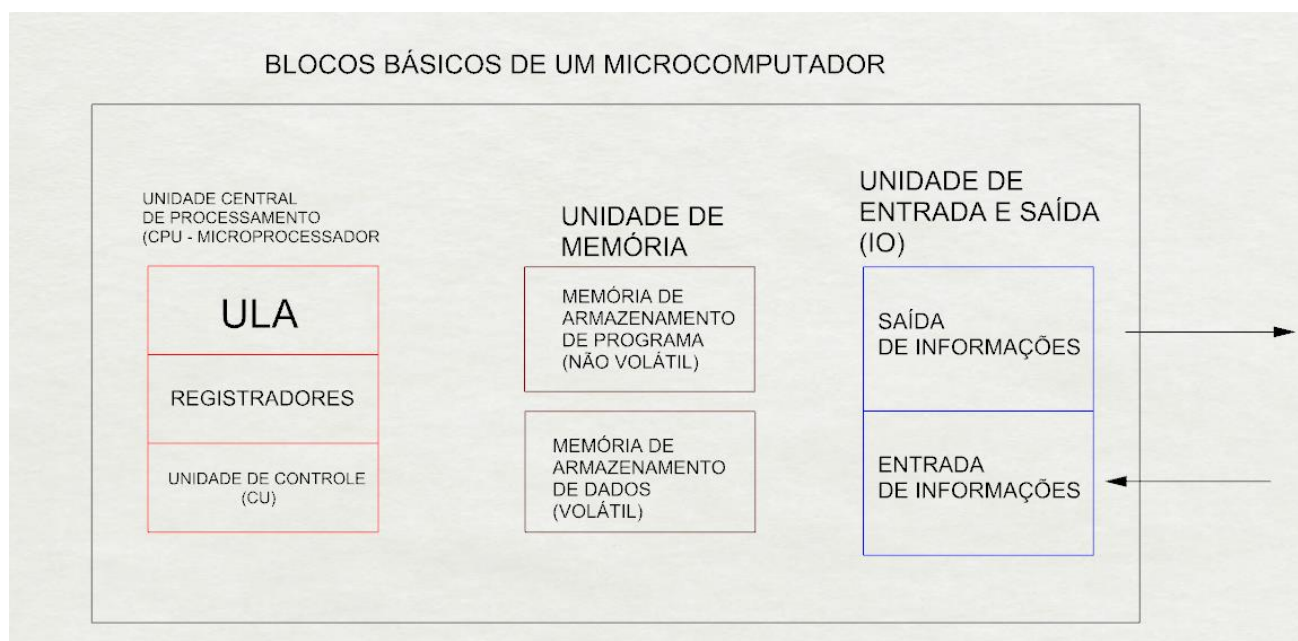 BLOCOS BÁSICOS DE UM MICROCOMPUTADOR
UNIDADE CENTRAL
DE PROCESSAMENTO
(CPU - MICROPROCESSADOR
ULA
REGISTRADORES
UNIDADE DE CONTROLE
(CU)
UNIDADE DE
MEMÓRIA
MEMÓRIA DE
ARMAZENAMENTO
DE PROGRAMA
(NÃO VOLÁTIL)
MEMÓRIA DE
ARMAZENAMENTO
DE DADOS
(VOLÁTIL)
UNIDADE DE
ENTRADA E SAÍDA
(IO)
SAÍDA
DE INFORMAÇÕES
ENTRADA
DE INFORMAÇÕES